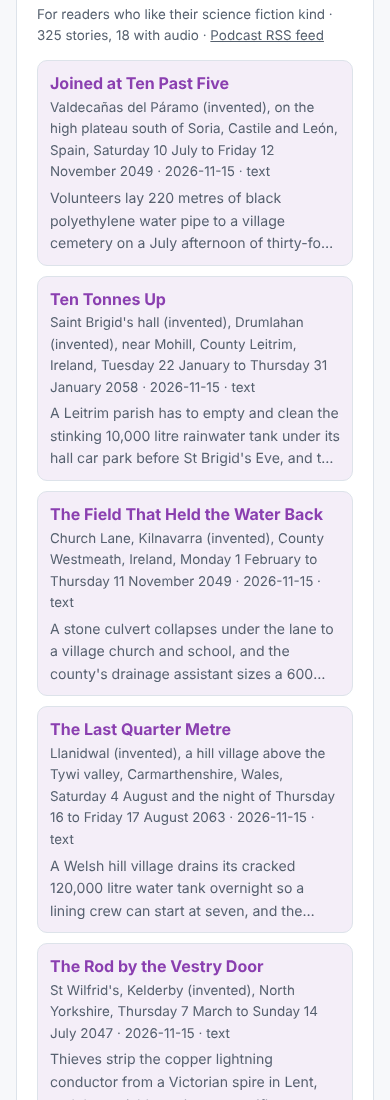 For readers who like their science fiction kind ·
325 stories, 18 with audio · Podcast RSS feed
Joined at Ten Past Five
Valdecañas del Páramo (invented), on the
high plateau south of Soria, Castile and León,
Spain, Saturday 10 July to Friday 12
November 2049 · 2026-11-15 · text
Volunteers lay 220 metres of black
polyethylene water pipe to a village
cemetery on a July afternoon of thirty-fo...
Ten Tonnes Up
Saint Brigid's hall (invented), Drumlahan
(invented), near Mohill, County Leitrim,
Ireland, Tuesday 22 January to Thursday 31
January 2058 · 2026-11-15 · text
A Leitrim parish has to empty and clean the
stinking 10,000 litre rainwater tank under its
hall car park before St Brigid's Eve, and t...
The Field That Held the Water Back
Church Lane, Kilnavarra (invented), County
Westmeath, Ireland, Monday 1 February to
Thursday 11 November 2049 · 2026-11-15 ·
text
A stone culvert collapses under the lane to
a village church and school, and the
county's drainage assistant sizes a 600...
The Last Quarter Metre
Llanidwal (invented), a hill village above the
Tywi valley, Carmarthenshire, Wales,
Saturday 4 August and the night of Thursday
16 to Friday 17 August 2063 · 2026-11-15 ·
text
A Welsh hill village drains its cracked
120,000 litre water tank overnight so a
lining crew can start at seven, and the...
The Rod by the Vestry Door
St Wilfrid's, Kelderby (invented), North
Yorkshire, Thursday 7 March to Sunday 14
July 2047 · 2026-11-15 · text
Thieves strip the copper lightning
conductor from a Victorian spire in Lent,